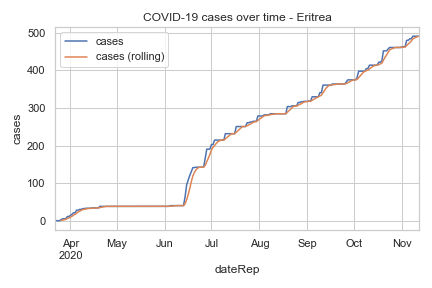 COVID-19 cases over time - Eritrea
cases
cases (rolling)
cases
500
400
300
200
100
0
Apr May Jun Jul Aug Sep Oct Nov
2020
dateRep